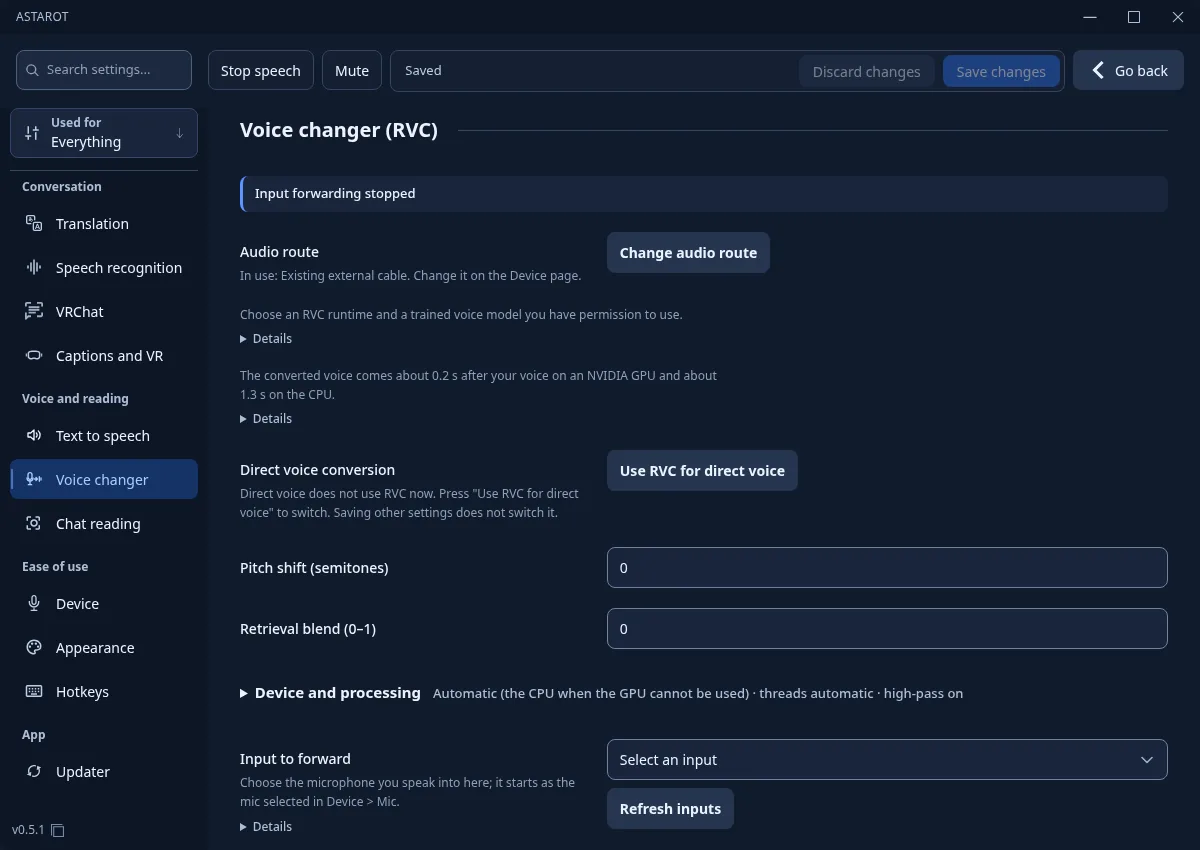 ASTAROT
Search settings...
Stop speech
Mute
Saved
Discard changes
Save changes
Go back
Used for
Everything
Conversation
Translation
Speech recognition
VRChat
Captions and VR
Voice and reading
Text to speech
Voice changer
Chat reading
Ease of use
Device
Appearance
Hotkeys
App
Updater
v0.5.1
Voice changer (RVC)
Input forwarding stopped
Audio route
In use: Existing external cable. Change it on the Device page.
Change audio route
Choose an RVC runtime and a trained voice model you have permission to use.
Details
The converted voice comes about 0.2 s after your voice on an NVIDIA GPU and about
1.3 s on the CPU.
Details
Direct voice conversion
Direct voice does not use RVC now. Press "Use RVC for direct
voice" to switch. Saving other settings does not switch it.
Use RVC for direct voice
Pitch shift (semitones)
0
Retrieval blend (0–1)
0
Device and processing Automatic (the CPU when the GPU cannot be used) · threads automatic · high-pass on
Input to forward
Choose the microphone you speak into here; it starts as the
mic selected in Device > Mic.
Details
Select an input
Refresh inputs